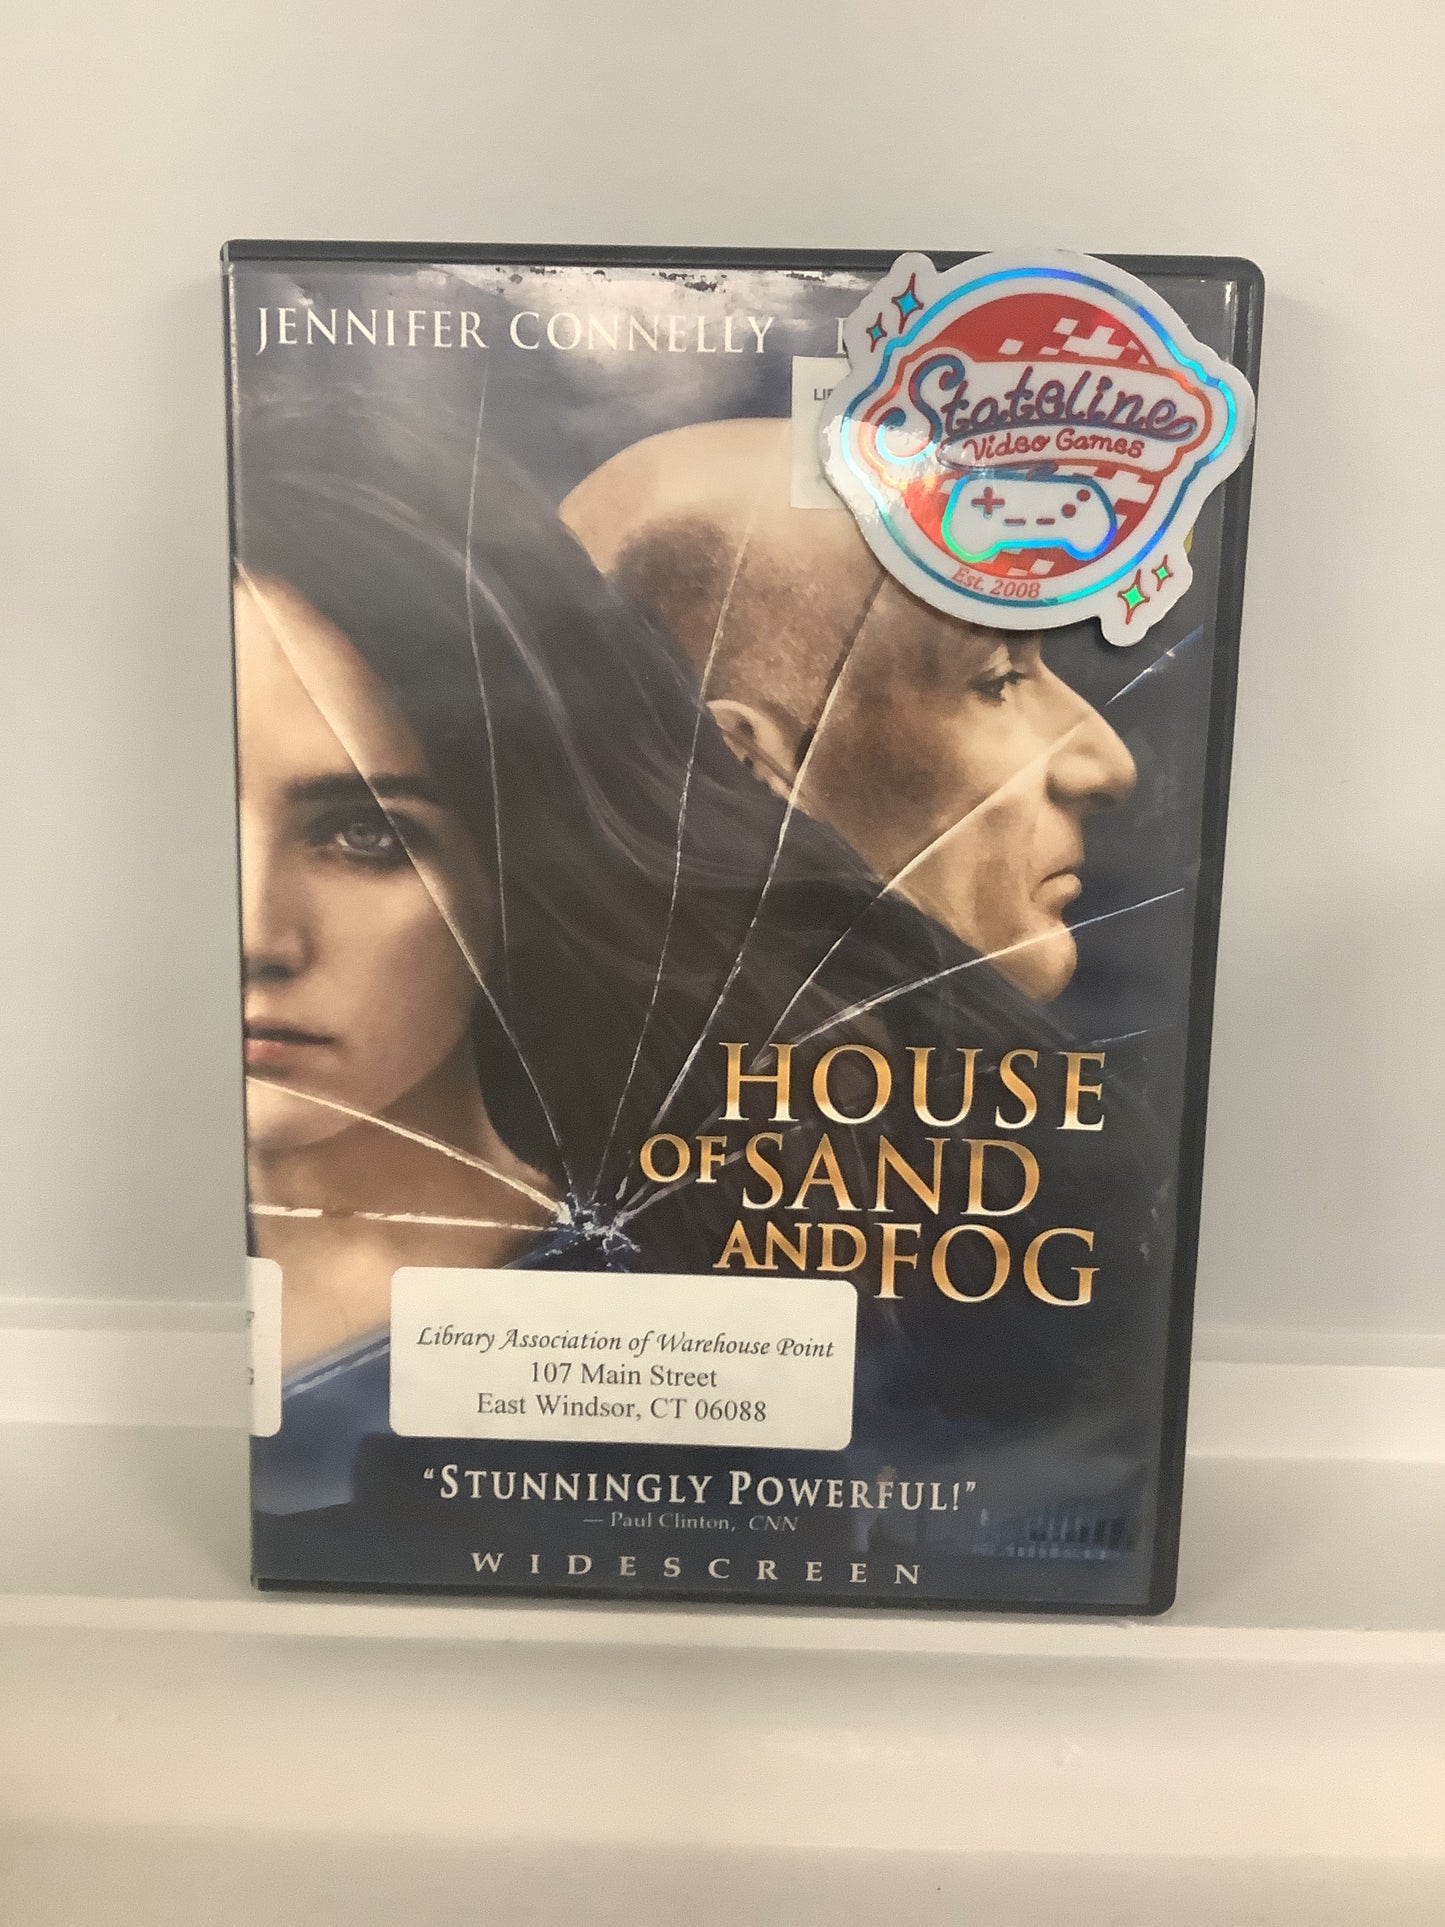 JENNIFER CONNELLY
Stateline
Video Games
Est. 2008
HOUSE
OF SAND
AND FOG
Library Association of Warehouse Point
107 Main Street
East Windsor, CT 06088
"STUNNINGLY POWERFUL!"
— Paul Clinton, CNN
WIDESCREEN